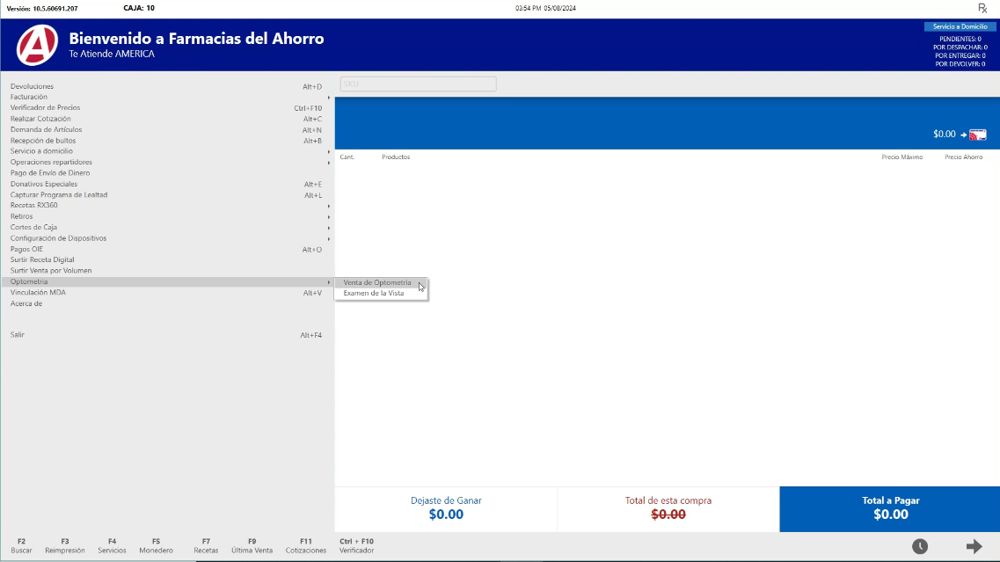 Versión: 10.5.60691.207
CAJA: 10
03:54 PM 05/08/2024
Rx
A
Bienvenido a Farmacias del Ahorro
Te Atiende AMERICA
Servicio a Domicilio
PENDIENTES: 0
POR DESPACHAR: 0
POR ENTREGAR: 0
POR DEVOLVER: 0
Devoluciones Alt+D
Facturación
Verificador de Precios Ctrl+F10
Realizar Cotización Alt+C
Demanda de Artículos Alt+N
Recepción de bultos Alt+B
Servicio a domicilio
Operaciones repartidores
Pago de Envío de Dinero
Donativos Especiales Alt+E
Capturar Programa de Lealtad Alt+L
Recetas RX360
Retiros
Cortes de Caja
Configuración de Dispositivos
Pagos OIE Alt+O
Surtir Receta Digital
Surtir Venta por Volumen
Optometria
Vinculación MDA Alt+V
Acerca de
Salir Alt+F4
Venta de Optometria
Examen de la Vista
SKU
$0.00
Cant. Productos Precio Máximo Precio Ahorro
Dejaste de Ganar
$0.00
Total de esta compra
$0.00
Total a Pagar
$0.00
F2 F3 F4 F5 F7 F9 F11 Ctrl + F10
Buscar Reimpresión Servicios Monedero Recetas Última Venta Cotizaciones Verificador